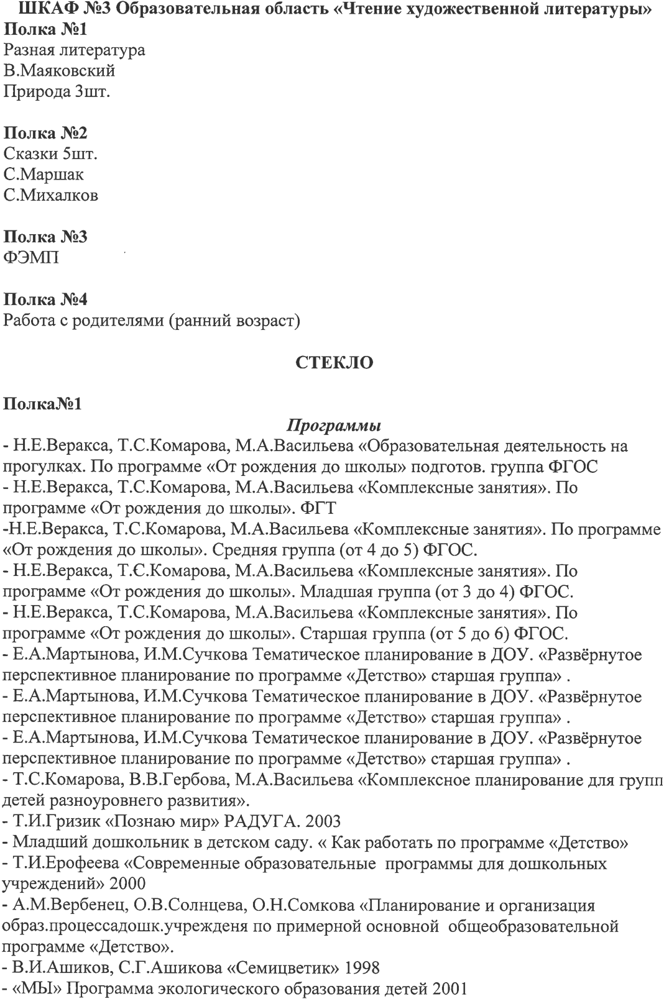 ШКАФ №3 Образовательная область «Чтение художественной литературы»
Полка №1
Разная литература
В.Маяковский
Природа 3шт.
Полка №2
Сказки 5шт.
С.Маршак
С.Михалков
Полка №3
ФЭМП
Полка №4
Работа с родителями (ранний возраст)
СТЕКЛО
Полка№1
Программы
- Н.Е.Веракса, Т.С.Комарова, М.А.Васильева «Образовательная деятельность на
прогулках. По программе «От рождения до школы» подготов. группа ФГОС
- Н.Е.Веракса, Т.С.Комарова, М.А.Васильева «Комплексные занятия». По
программе «От рождения до школы». ФГТ
-Н.Е.Веракса, Т.С.Комарова, М.А.Васильева «Комплексные занятия». По программе
«От рождения до школы». Средняя группа (от 4 до 5) ФГОС.
- Н.Е.Веракса, Т.С.Комарова, М.А.Васильева «Комплексные занятия». По
программе «От рождения до школы». Младшая группа (от 3 до 4) ФГОС.
- Н.Е.Веракса, Т.С.Комарова, М.А.Васильева «Комплексные занятия». По
программе «От рождения до школы». Старшая группа (от 5 до 6) ФГОС.
- Е.А.Мартынова, И.М.Сучкова Тематическое планирование в ДОУ. «Развёрнутое
перспективное планирование по программе «Детство» старшая группа» .
- Е.А.Мартынова, И.М.Сучкова Тематическое планирование в ДОУ. «Развёрнутое
перспективное планирование по программе «Детство» старшая группа» .
- Е.А.Мартынова, И.М.Сучкова Тематическое планирование в ДОУ. «Развёрнутое
перспективное планирование по программе «Детство» старшая группа» .
- Т.С.Комарова, В.В.Гербова, М.А.Васильева «Комплексное планирование для групп
детей разноуровнего развития».
- Т.И.Гризик «Познаю мир» РАДУГА. 2003
- Младший дошкольник в детском саду. « Как работать по программе «Детство»
- Т.И.Ерофеева «Современные образовательные  программы для дошкольных
учреждений» 2000
- А.М.Вербенец, О.В.Солнцева, О.Н.Сомкова «Планирование и организация
образ.процессадошк.учрежденя по примерной основной  общеобразовательной
программе «Детство».
- В.И.Ашиков, С.Г.Ашикова «Семицветик» 1998
- «МЫ» Программа экологического образования детей 2001